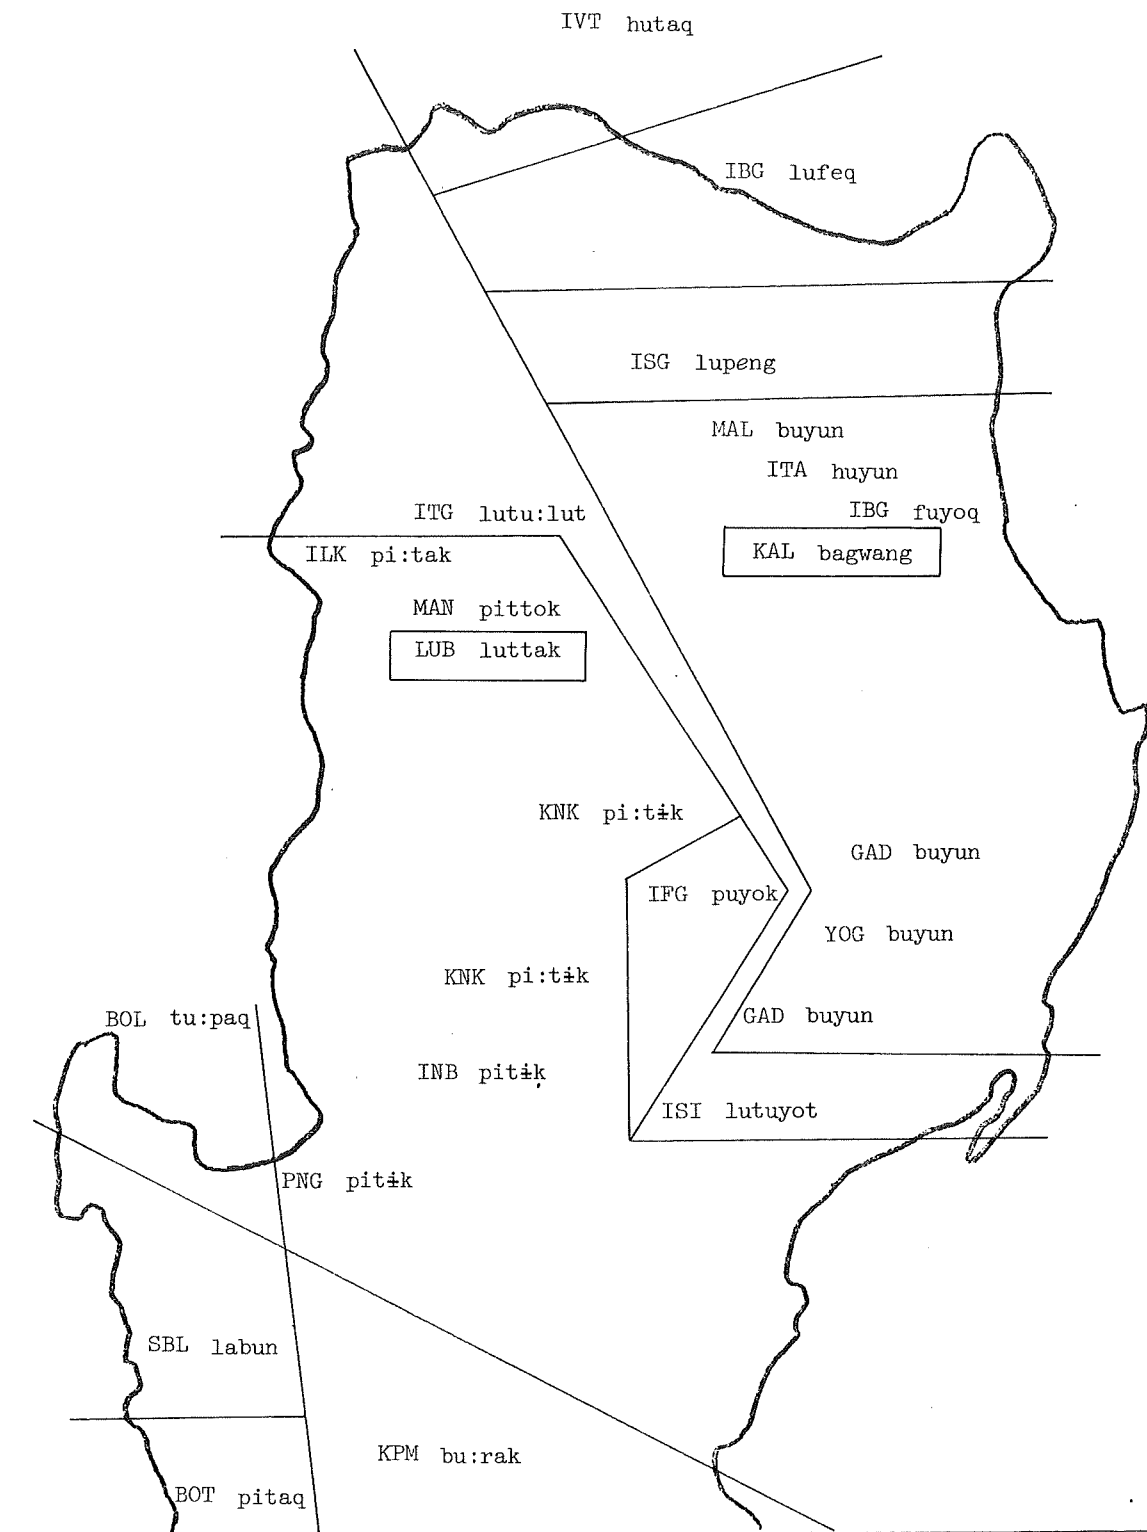 IVT hutaq
IBG lufeq
ISG lupeng
MAL buyun
ITA huyun
ITG lutu:lut
IBG fuyoq
ILK pi:tak
KAL bagwang
MAN pittok
LUB luttak
KNK pi:tɨk
GAD buyun
IFG puyok
YOG buyun
KNK pi:tɨk
BOL tu:paq
GAD buyun
INB pitɨk
ISI lutuyot
PNG pitɨk
SBL labun
KPM bu:rak
BOT pitaq